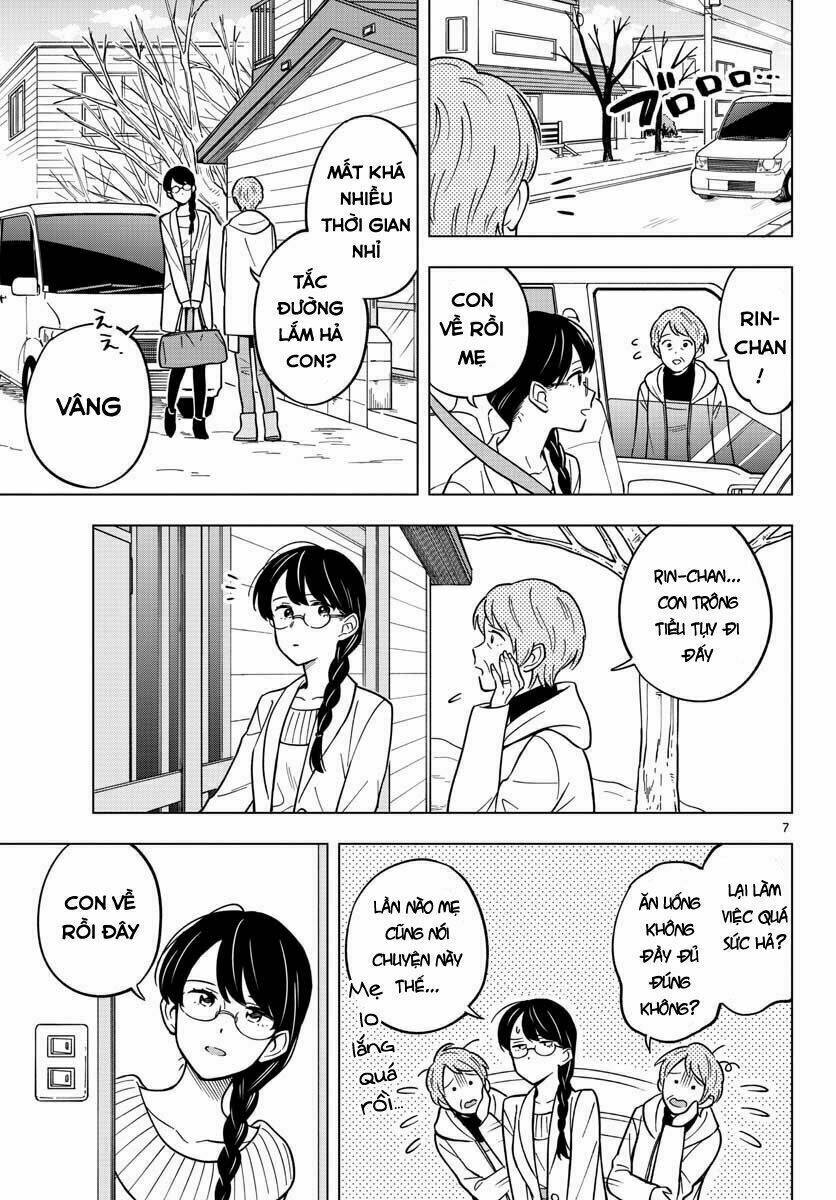 ブロロロ...
RIN-
CHAN
!
CON
VỀ RỒI
MẸ
MẤT KHÁ
NHIỀU
THỜI GIAN
NHỈ
TẮC
ĐƯỜNG
LẮM HẢ
CON?
ええ。
VÂNG
RIN-CHAN...
CON TRÔNG
TIỀU TỤY ĐI
ĐẤY
7
LẠI LÀM
VIỆC QUÁ
SỨC HẢ?
ĂN UỐNG
KHÔNG
ĐẦY ĐỦ
ĐÚNG
KHÔNG?
LẦN NÀO MẸ
CŨNG NÓI
CHUYỆN NÀY
THẾ...
Mẹ
lo
lắng
quá
rồi...
CON VỀ
RỒI ĐÂY